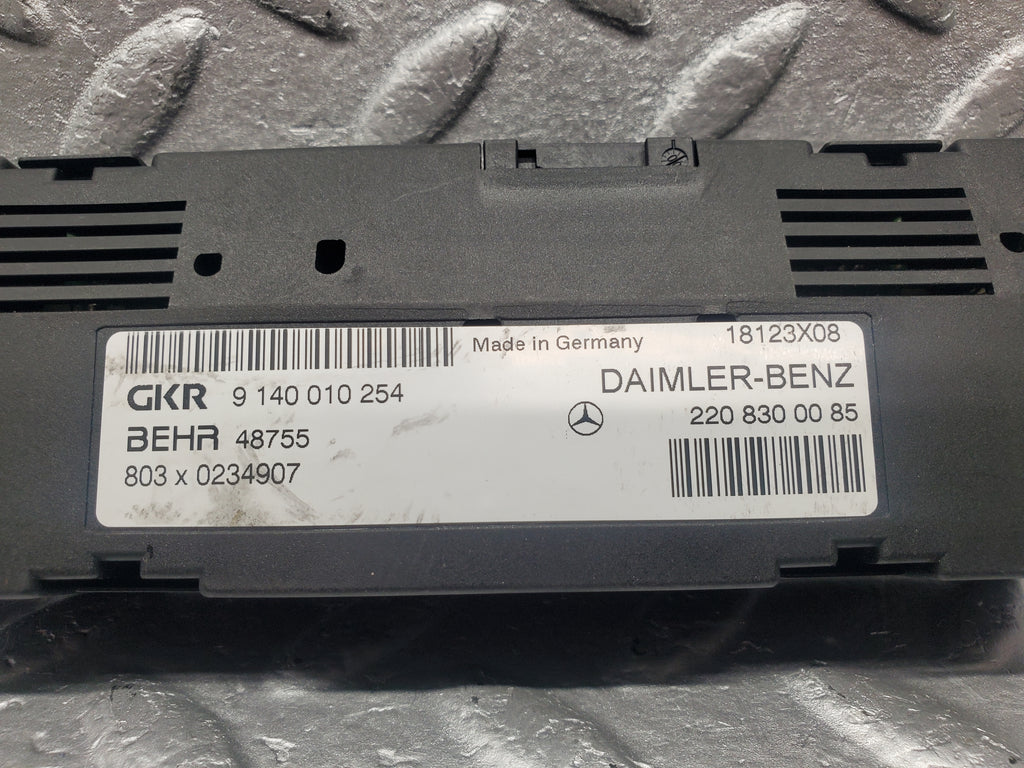 Made in Germany
18123X08
GKR 9 140 010 254
DAIMLER-BENZ
BEHR 48755
220 830 00 85
803 x 0234907